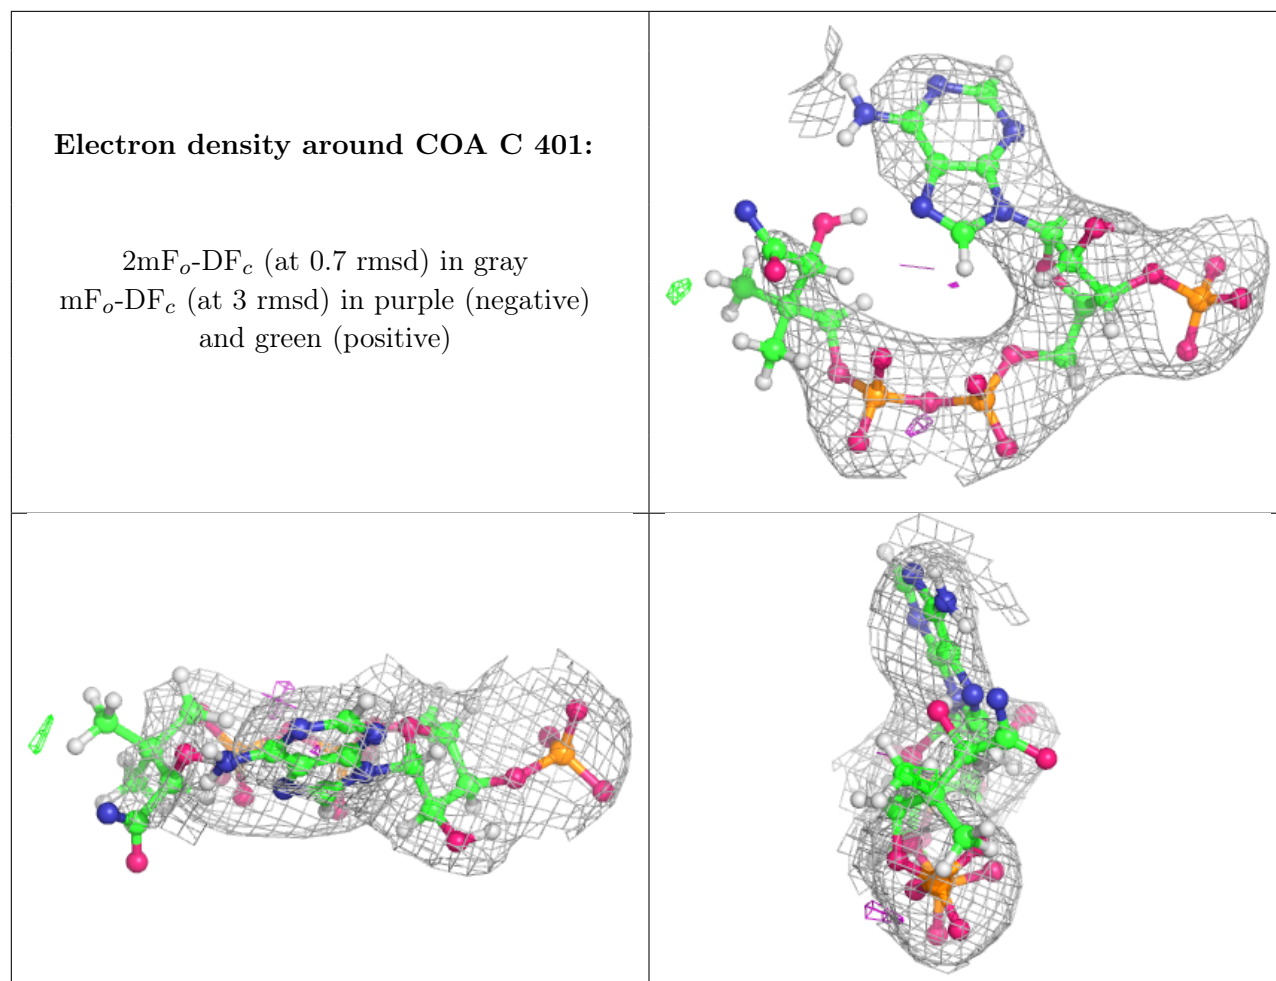 Electron density around COA C 401:
2mFo-DFc (at 0.7 rmsd) in gray
mFo-DFc (at 3 rmsd) in purple (negative)
and green (positive)